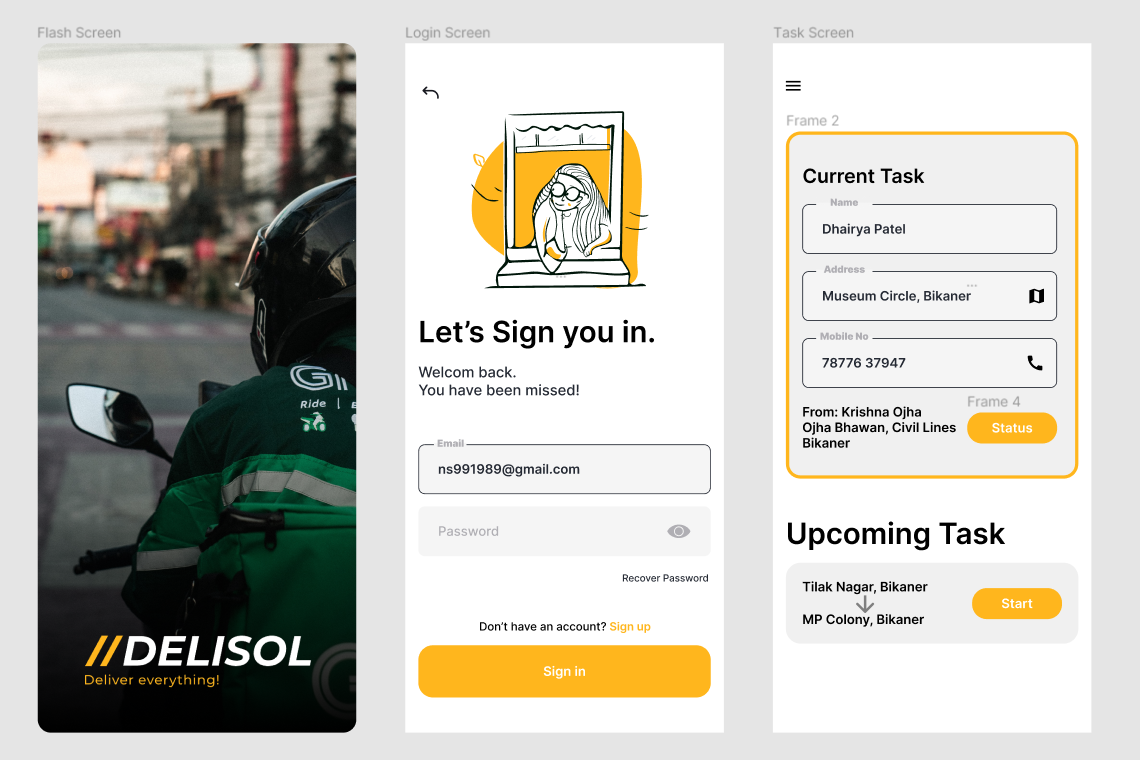 Flash Screen
Ride |
//DELISOL
Deliver everything!
Login Screen
Let’s Sign you in.
Welcom back.
You have been missed!
Email
ns991989@gmail.com
Password
Recover Password
Don’t have an account? Sign up
Sign in
Task Screen
Frame 2
Current Task
Name
Dhairya Patel
Address
Museum Circle, Bikaner
...
Mobile No
78776 37947
From: Krishna Ojha
Ojha Bhawan, Civil Lines
Bikaner
Frame 4
Status
Upcoming Task
Tilak Nagar, Bikaner
MP Colony, Bikaner
Start